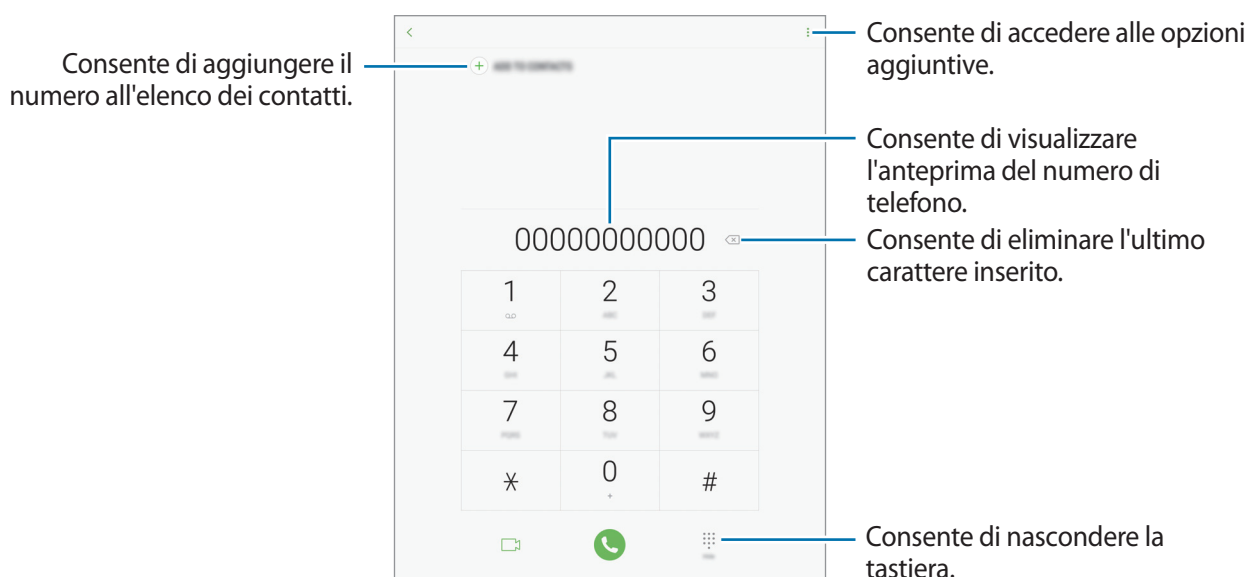 Consente di accedere alle opzioni
aggiuntive.
Consente di aggiungere il
numero all'elenco dei contatti.
Consente di visualizzare
l'anteprima del numero di
telefono.
00000000000
Consente di eliminare l'ultimo
carattere inserito.
1 2 3
4 5 6
7 8 9
* 0 #
+
Consente di nascondere la
tastiera.